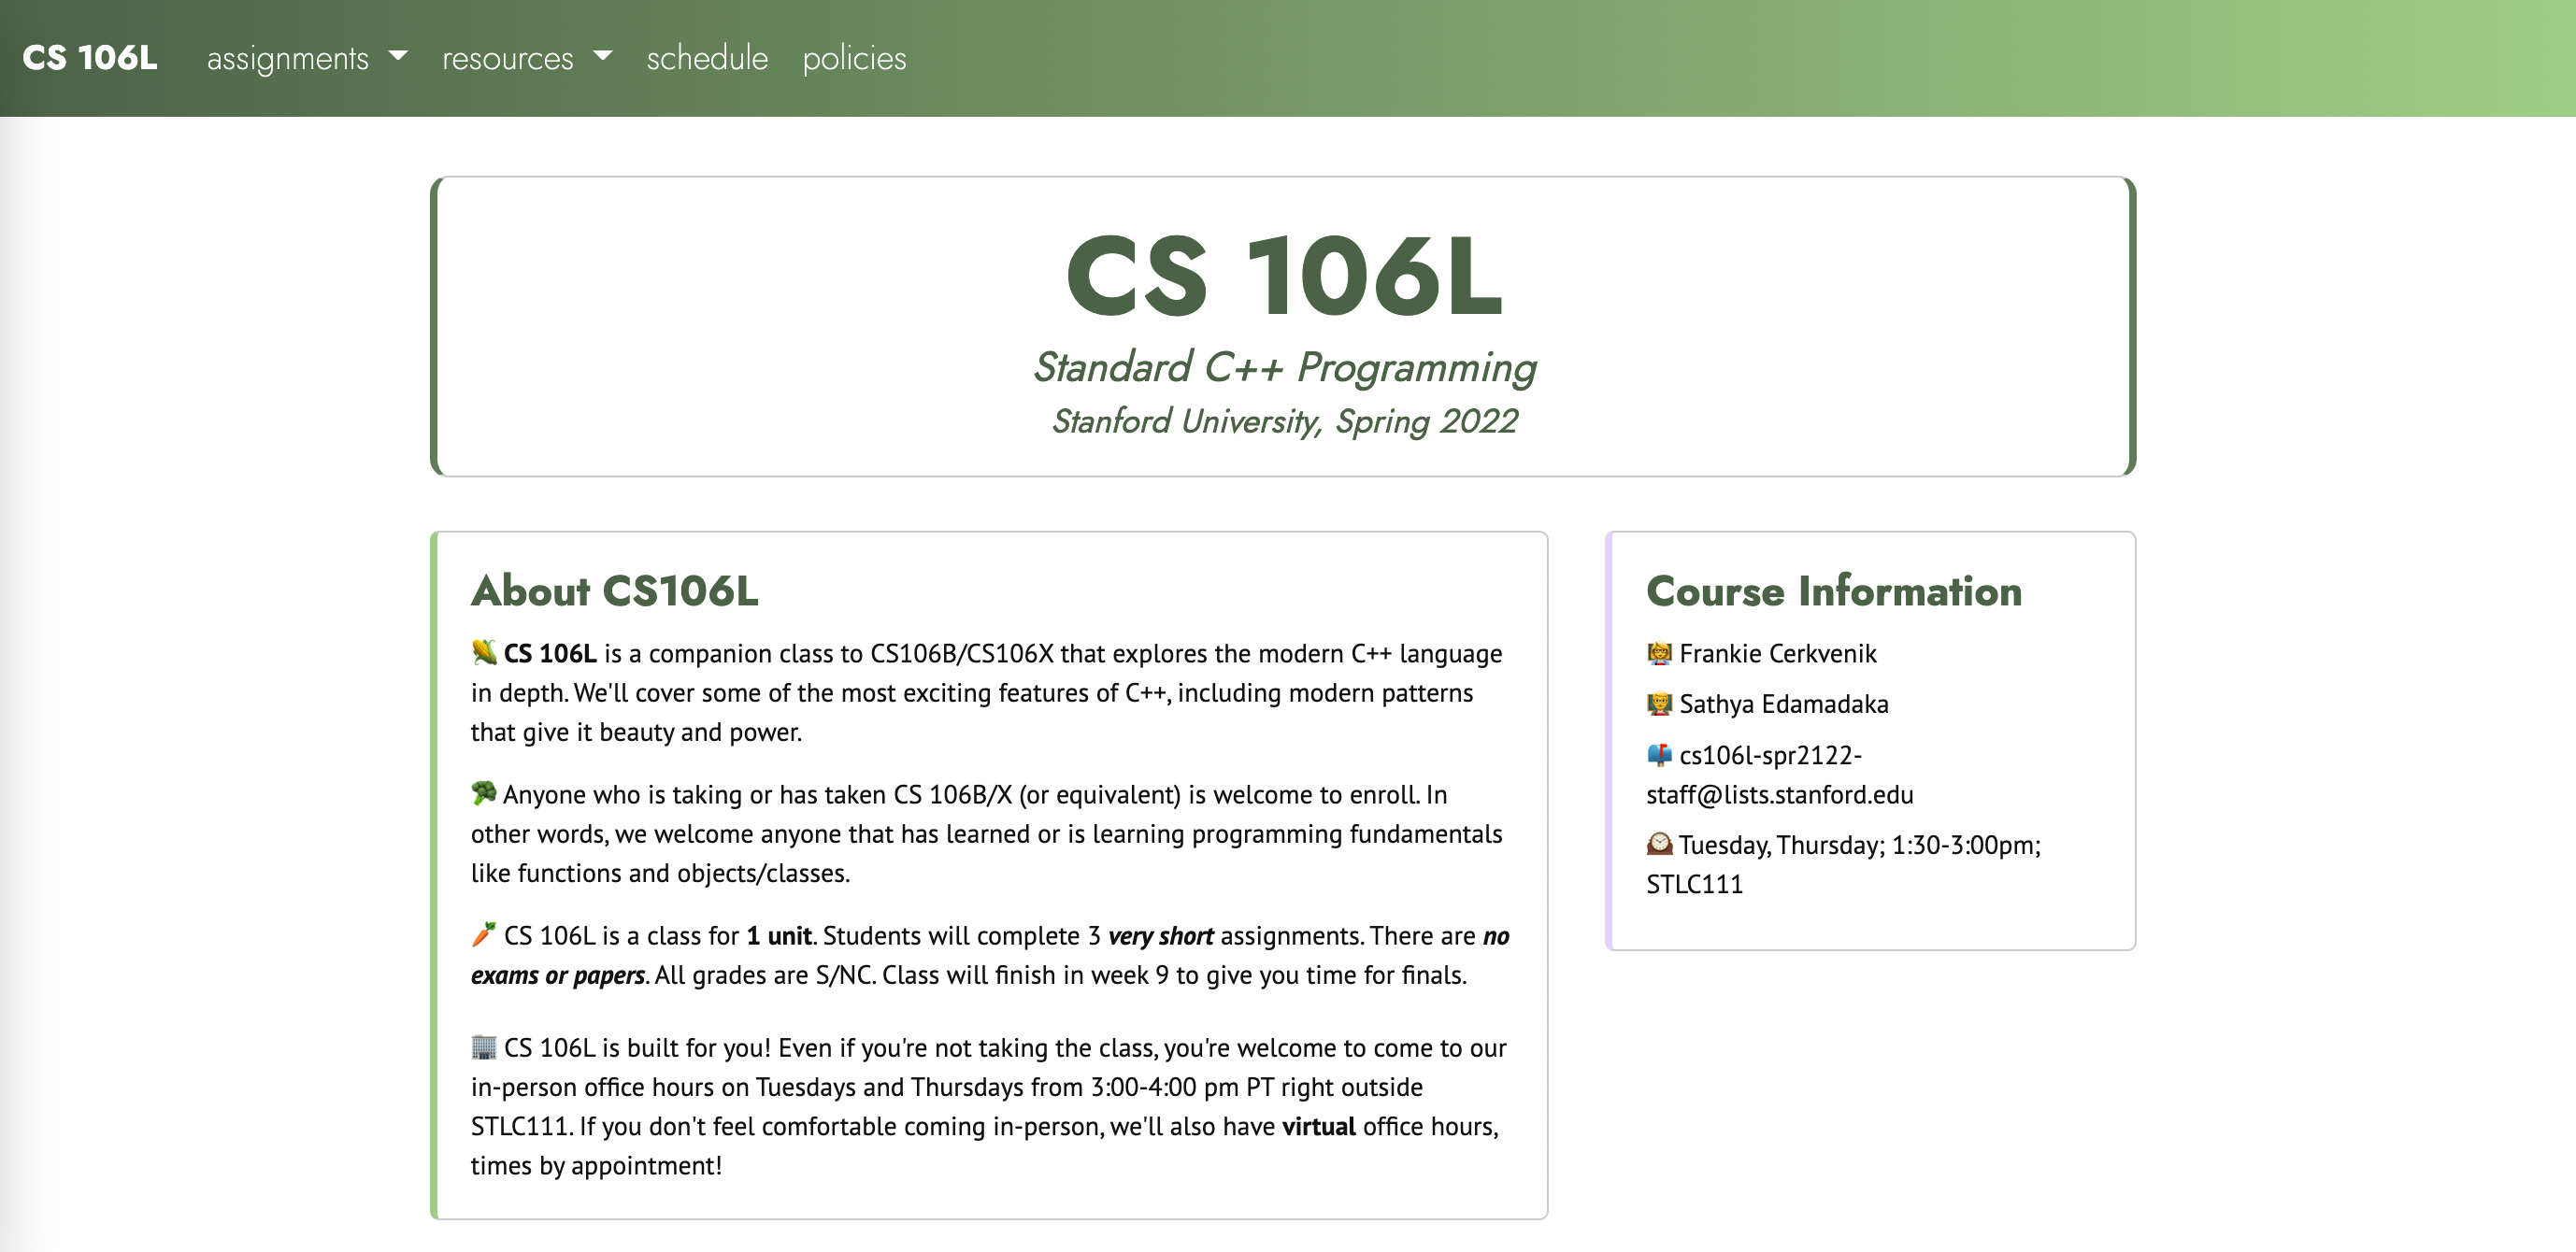 CS 106L assignments resources schedule policies
CS 106L
Standard C++ Programming
Stanford University, Spring 2022
About CS106L
CS 106L is a companion class to CS106B/CS106X that explores the modern C++ language
in depth. We'll cover some of the most exciting features of C++, including modern patterns
that give it beauty and power.
Anyone who is taking or has taken CS 106B/X (or equivalent) is welcome to enroll. In
other words, we welcome anyone that has learned or is learning programming fundamentals
like functions and objects/classes.
CS 106L is a class for 1 unit. Students will complete 3 very short assignments. There are no
exams or papers. All grades are S/NC. Class will finish in week 9 to give you time for finals.
CS 106L is built for you! Even if you're not taking the class, you're welcome to come to our
in-person office hours on Tuesdays and Thursdays from 3:00-4:00 pm PT right outside
STLC111. If you don't feel comfortable coming in-person, we'll also have virtual office hours,
times by appointment!
Course Information
Frankie Cerkvenik
Sathya Edamadaka
cs106l-spr2122-
staff@lists.stanford.edu
Tuesday, Thursday; 1:30-3:00pm;
STLC111